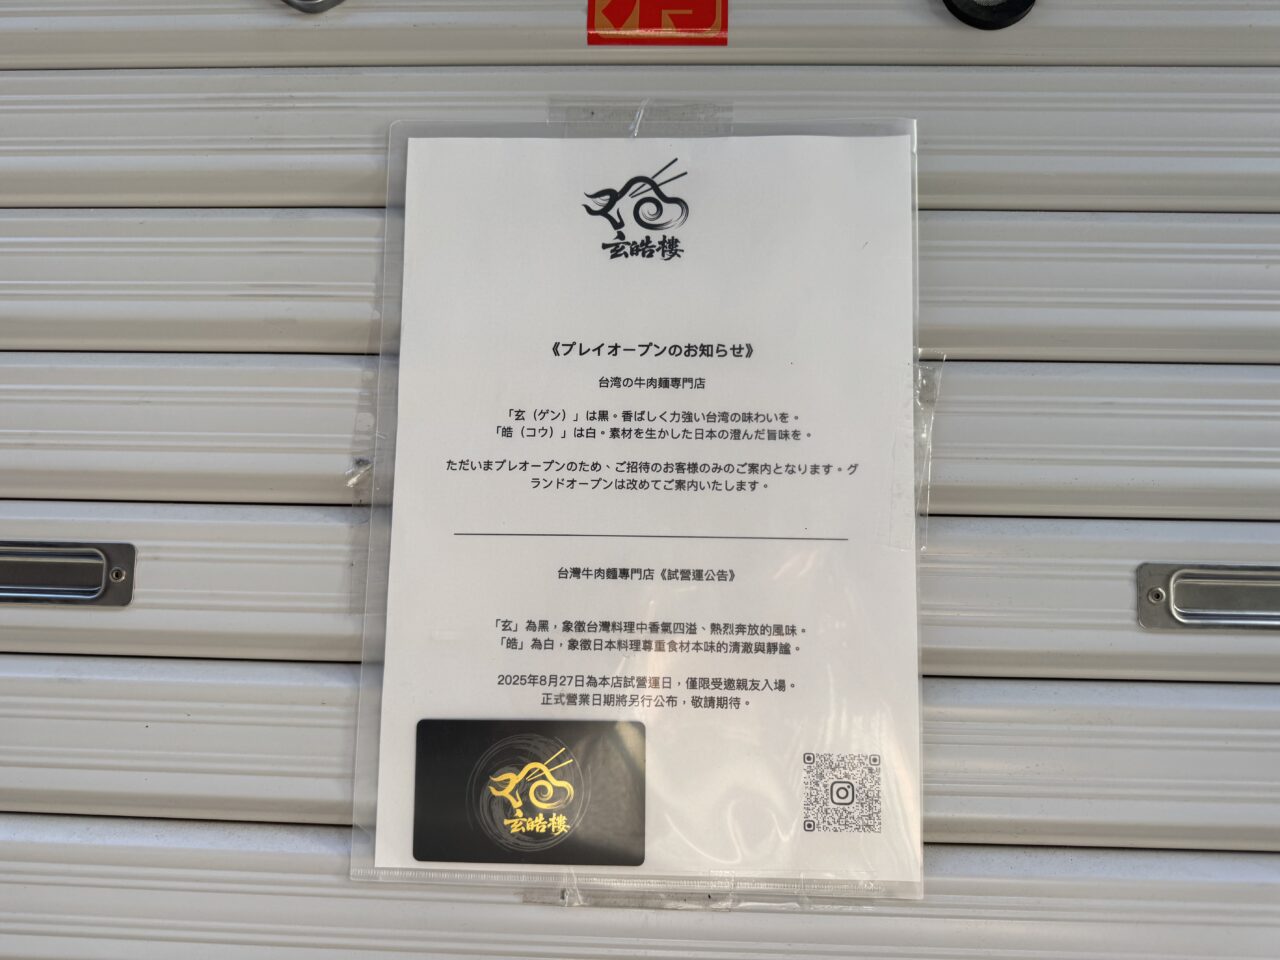 玄皓樓
《プレイオープンのお知らせ》
台湾の牛肉麺専門店
「玄（ゲン）」は黒。香ばしく力強い台湾の味わいを。
「皓（コウ）」は白。素材を生かした日本の澄んだ旨味を。
ただいまプレオープンのため、ご招待のお客様のみのご案内となります。グ
ランドオープンは改めてご案内いたします。
台灣牛肉麵專門店《試營運公告》
「玄」為黑，象徵台灣料理中香氣四溢、熱烈奔放的風味。
「皓」為白，象徵日本料理尊重食材本味的清澈與靜謐。
2025年8月27日為本店試營運日，僅限受邀親友入場。
正式營業日期將另行公布，敬請期待。
玄皓樓